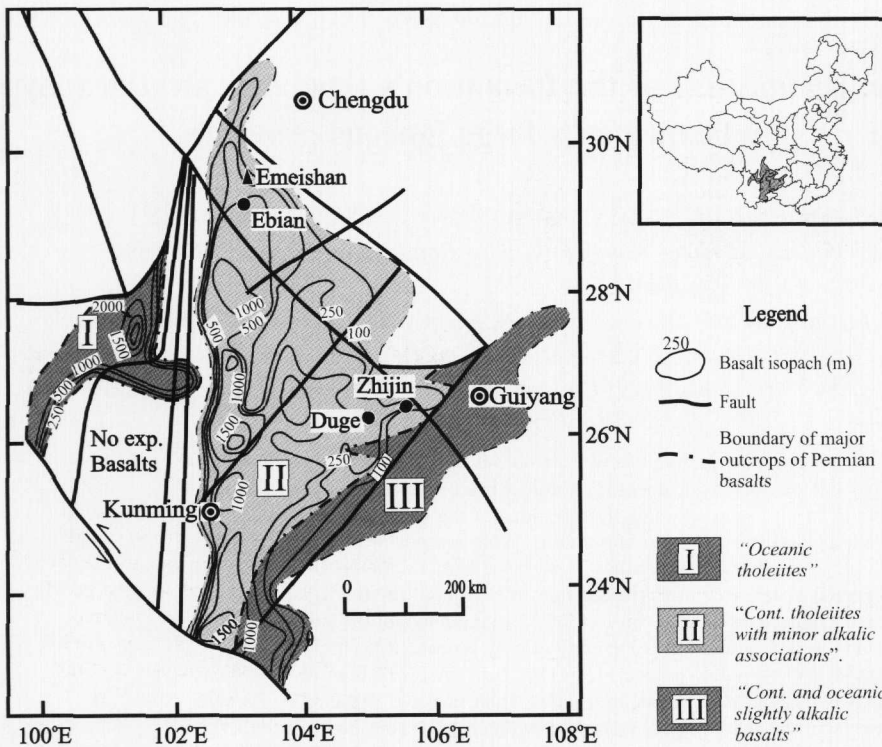 Chengdu
30°N
Emeishan
Ebian
28°N
2000
I
1500
1000
500
250
1000
500
500
250
100
1000
1500
Zhijin
Guiyang
Duge
26°N
No exp.
Basalts
250
100
II
III
1000
Kunming
0 200 km
24°N
1500
1000
100°E 102°E 104°E 106°E 108°E
Legend
250
Basalt isopach (m)
Fault
Boundary of major
outcrops of Permian
basalts
I
"Oceanic
tholeiites"
II
"Cont. tholeiites
with minor alkalic
associations".
III
"Cont. and oceanic
slightly alkalic
basalts"